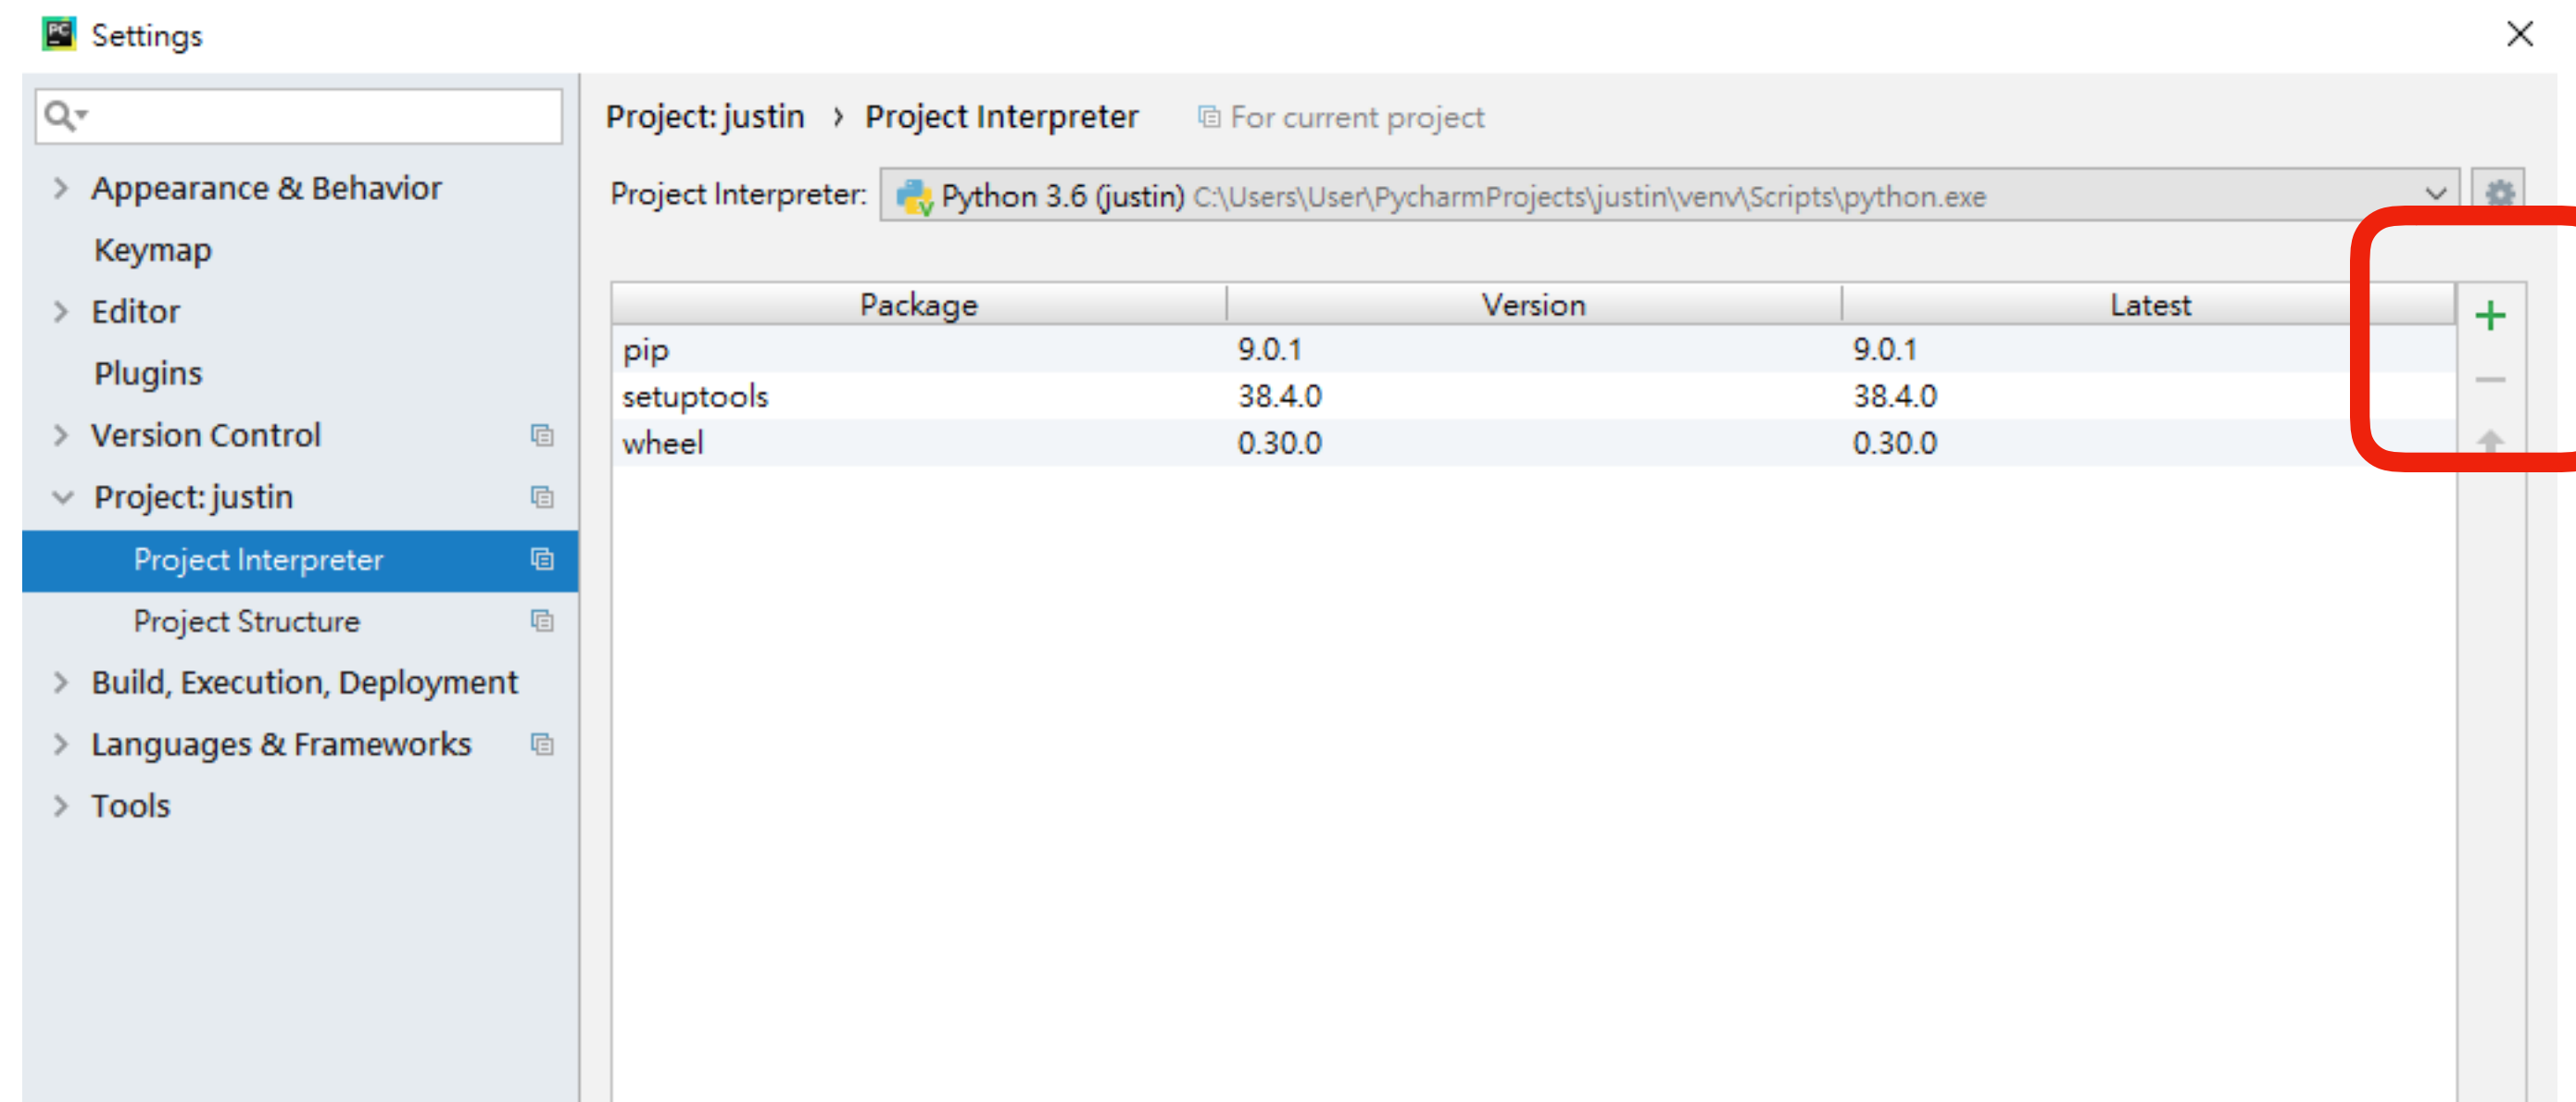 PC Settings
Appearance & Behavior
Keymap
Editor
Plugins
Version Control
Project: justin
Project Interpreter
Project Structure
Build, Execution, Deployment
Languages & Frameworks
Tools
Project: justin › Project Interpreter For current project
Project Interpreter: Python 3.6 (justin) C:\Users\User\PycharmProjects\justin\venv\Scripts\python.exe
Package Version Latest
pip 9.0.1 9.0.1
setuptools 38.4.0 38.4.0
wheel 0.30.0 0.30.0